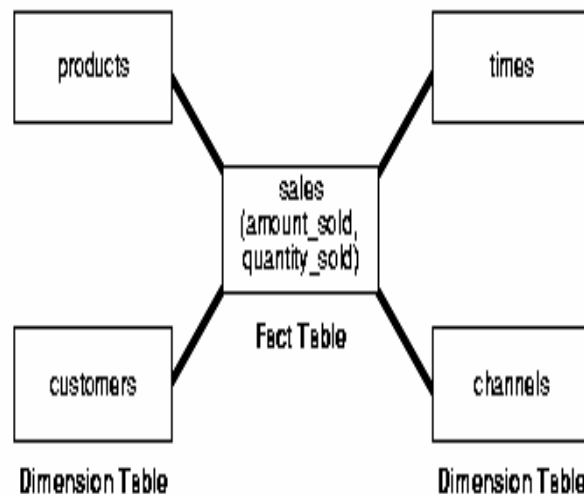 products
times
sales
(amount_sold,
quantity_sold)
Fact Table
customers
channels
Dimension Table
Dimension Table